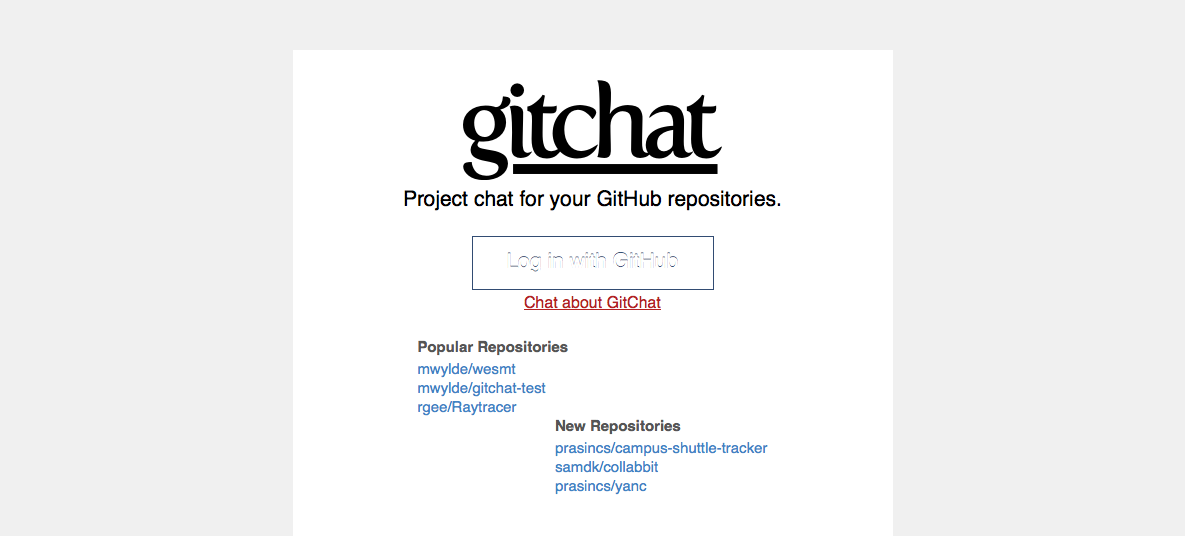 gitchat
Project chat for your GitHub repositories.
Log in with GitHub
Chat about GitChat
Popular Repositories
mwylde/wesmt
mwylde/gitchat-test
rgee/Raytracer
New Repositories
prasincs/campus-shuttle-tracker
samdk/collabbit
prasincs/yanc